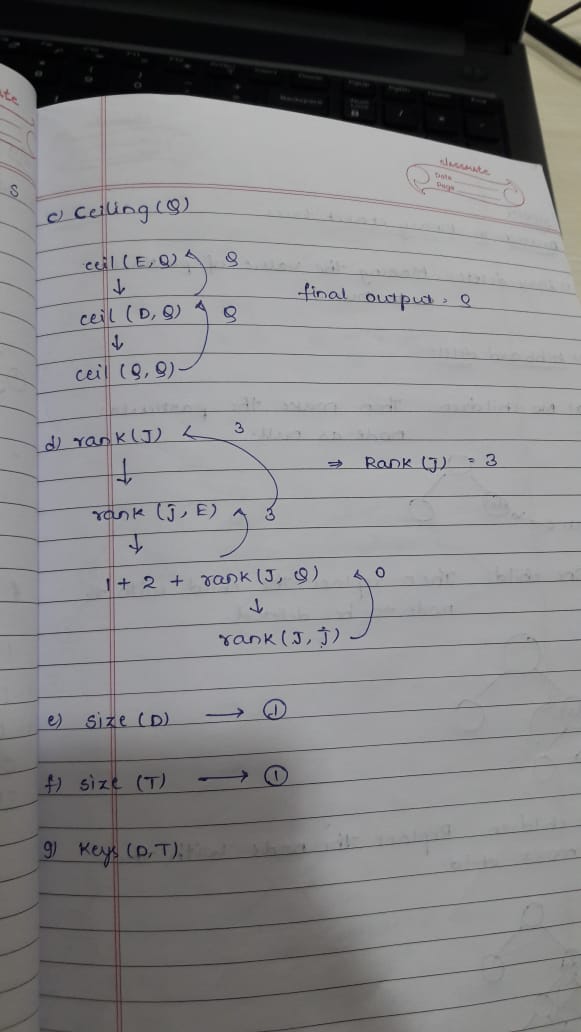 classmate
Date
Page
c) Ceiling (Q)
ceil (E, Q) Q
↓
final output = Q
ceil (D, Q) Q
↓
ceil (Q, Q)
d) rank (J) 3
↓
⇒ Rank (J) = 3
rank (J, E) 3
↓
1 + 2 + rank (J, Q) 0
↓
rank (J, J)
e) size (D) → ①
f) size (T) → ①
g) Keys (D, T).